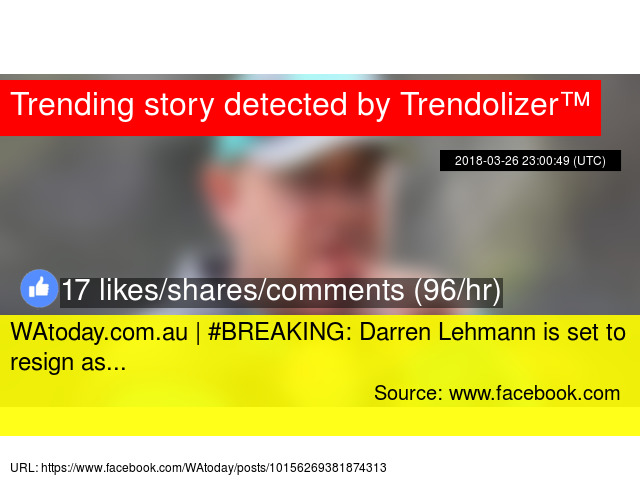 Trending story detected by Trendolizer™
2018-03-26 23:00:49 (UTC)
17 likes/shares/comments (96/hr)
WAtoday.com.au | #BREAKING: Darren Lehmann is set to
resign as...
Source: www.facebook.com
URL: https://www.facebook.com/WAtoday/posts/10156269381874313